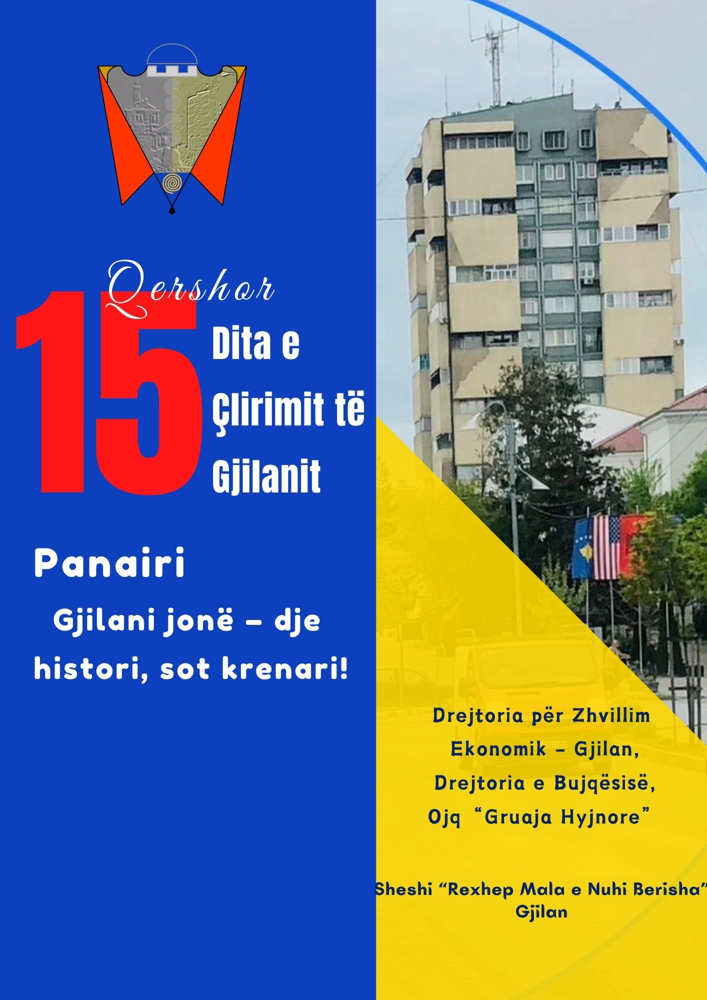 Qershor
15
Dita e
Çlirimit të
Gjilanit
Panairi
Gjilani jonë – dje
histori, sot krenari!
Drejtoria për Zhvillim
Ekonomik – Gjilan,
Drejtoria e Bujqësisë,
Ojq “Gruaja Hyjnore”
Sheshi “Rexhep Mala e Nuhi Berisha”
Gjilan